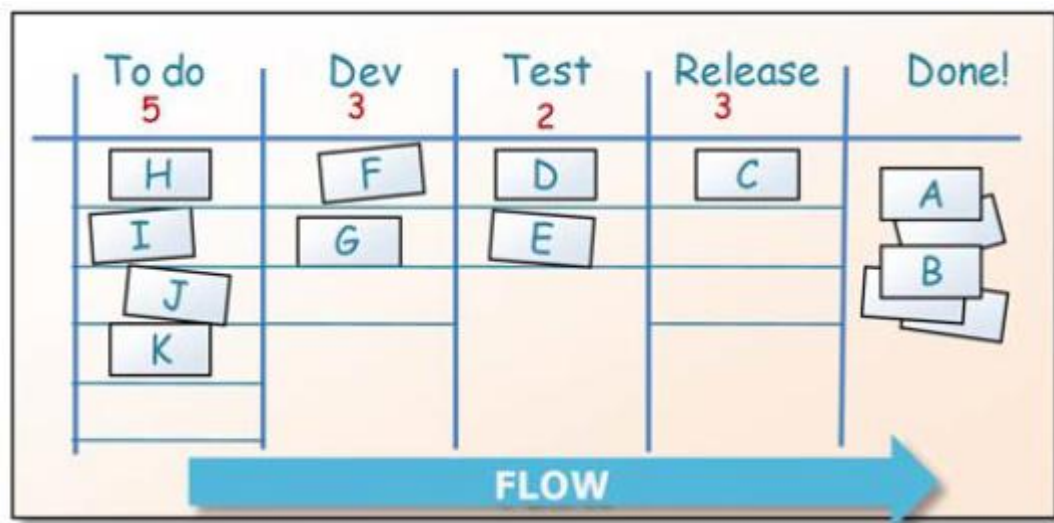 To do Dev Test Release Done!
5 3 2 3
H F D C A
I G E
J B
K
FLOW